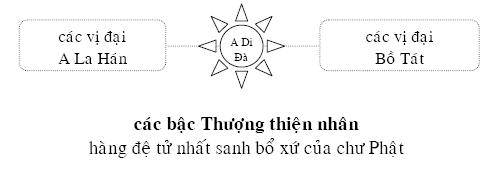 các vị đại
A La Hán
A Di
Đà
các vị đại
Bồ Tát
các bậc Thượng thiện nhân
hàng đệ tử nhất sanh bổ xứ của chư Phật